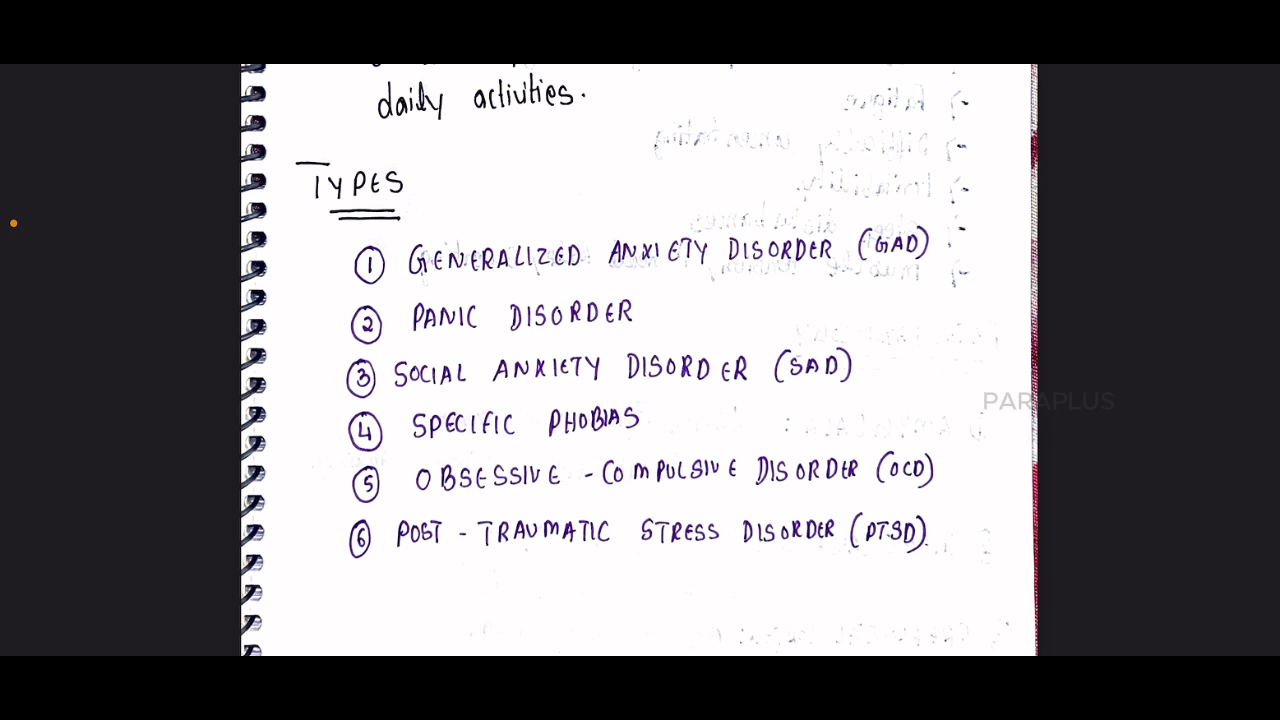 daily activities.
TYPES
① GENERALIZED ANXIETY DISORDER (GAD)
② PANIC DISORDER
③ SOCIAL ANXIETY DISORDER (SAD)
④ SPECIFIC PHOBIAS
PARAPLUS
⑤ OBSESSIVE - COMPULSIVE DISORDER (OCD)
⑥ POST - TRAUMATIC STRESS DISORDER (PTSD).